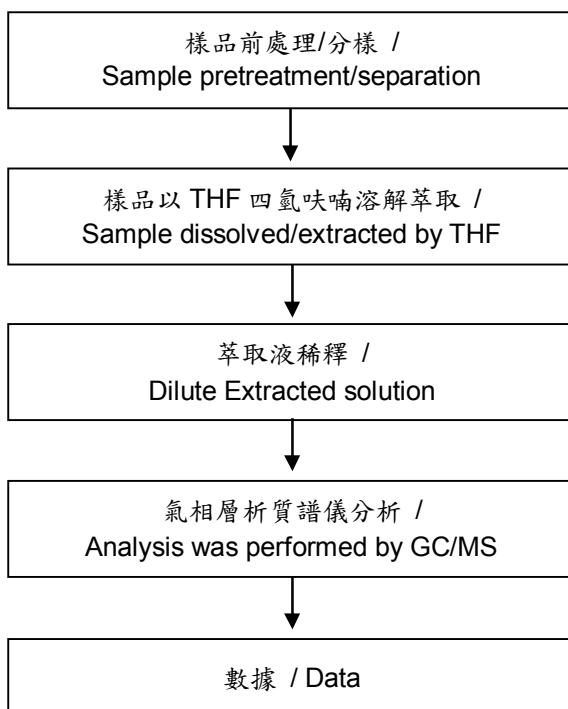 樣品前處理/分樣 /
Sample pretreatment/separation
樣品以 THF 四氫呋喃溶解萃取 /
Sample dissolved/extracted by THF
萃取液稀釋 /
Dilute Extracted solution
氣相層析質譜儀分析 /
Analysis was performed by GC/MS
數據 / Data